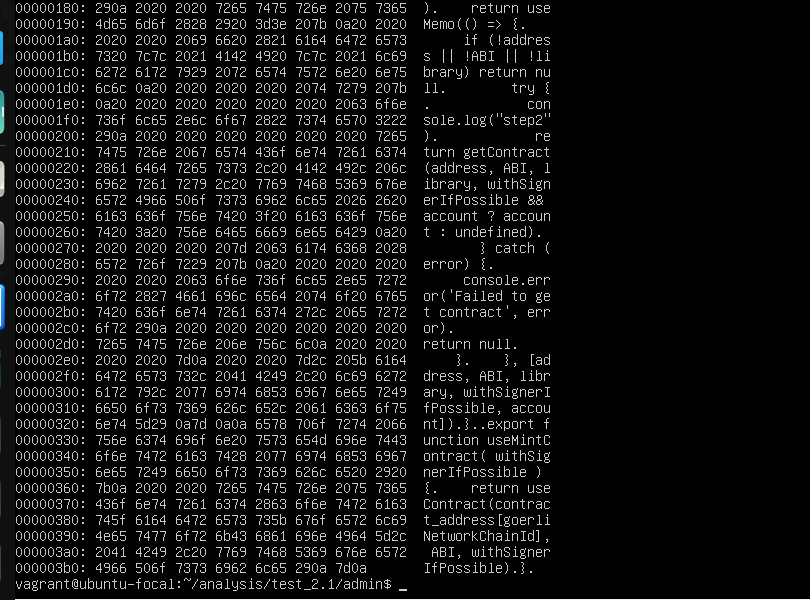 00000180: 290a 2020 2020 7265 7475 726e 2075 7365  ).    return use
00000190: 4d65 6d6f 2828 2920 3d3e 207b 0a20 2020  Memo(() => {.
000001a0: 2020 2020 2069 6620 2821 6164 6472 6573       if (!addres
000001b0: 7320 7c7c 2021 4142 4920 7c7c 2021 6c69  s || !ABI || !li
000001c0: 6272 6172 7929 2072 6574 7572 6e20 6e75  brary) return nu
000001d0: 6c6c 0a20 2020 2020 2020 2074 7279 207b  ll.        try {
000001e0: 0a20 2020 2020 2020 2020 2020 2063 6f6e  .            con
000001f0: 736f 6c65 2e6c 6f67 2822 7374 6570 3222  sole.log("step2"
00000200: 290a 2020 2020 2020 2020 2020 2020 7265  ).            re
00000210: 7475 726e 2067 6574 436f 6e74 7261 6374  turn getContract
00000220: 2861 6464 7265 7373 2c20 4142 492c 206c  (address, ABI, l
00000230: 6962 7261 7279 2c20 7769 7468 5369 676e  ibrary, withSign
00000240: 6572 4966 506f 7373 6962 6c65 2026 2620  erIfPossible &&
00000250: 6163 636f 756e 7420 3f20 6163 636f 756e  account ? accoun
00000260: 7420 3a20 756e 6465 6669 6e65 6429 0a20  t : undefined).
00000270: 2020 2020 2020 207d 2063 6174 6368 2028         } catch (
00000280: 6572 726f 7229 207b 0a20 2020 2020 2020  error) {.
00000290: 2020 2020 2063 6f6e 736f 6c65 2e65 7272       console.err
000002a0: 6f72 2827 4661 696c 6564 2074 6f20 6765  or('Failed to ge
000002b0: 7420 636f 6e74 7261 6374 272c 2065 7272  t contract', err
000002c0: 6f72 290a 2020 2020 2020 2020 2020 2020  or).
000002d0: 7265 7475 726e 206e 756c 6c0a 2020 2020  return null.
000002e0: 2020 2020 7d0a 2020 2020 7d2c 205b 6164      }.    }, [ad
000002f0: 6472 6573 732c 2041 4249 2c20 6c69 6272  dress, ABI, libr
00000300: 6172 792c 2077 6974 6853 6967 6e65 7249  ary, withSignerI
00000310: 6650 6f73 7369 626c 652c 2061 6363 6f75  fPossible, accou
00000320: 6e74 5d29 0a7d 0a0a 6578 706f 7274 2066  nt]).}..export f
00000330: 756e 6374 696f 6e20 7573 654d 696e 7443  unction useMintC
00000340: 6f6e 7472 6163 7428 2077 6974 6853 6967  ontract( withSig
00000350: 6e65 7249 6650 6f73 7369 626c 6520 2920  nerIfPossible )
00000360: 7b0a 2020 2020 7265 7475 726e 2075 7365  {.    return use
00000370: 436f 6e74 7261 6374 2863 6f6e 7472 6163  Contract(contrac
00000380: 745f 6164 6472 6573 735b 676f 6572 6c69  t_address[goerli
00000390: 4e65 7477 6f72 6b43 6861 696e 4964 5d2c  NetworkChainId],
000003a0: 2041 4249 2c20 7769 7468 5369 676e 6572   ABI, withSigner
000003b0: 4966 506f 7373 6962 6c65 290a 7d0a       IfPossible).}.
vagrant@ubuntu-focal:~/analysis/test_2.1/admin$ _